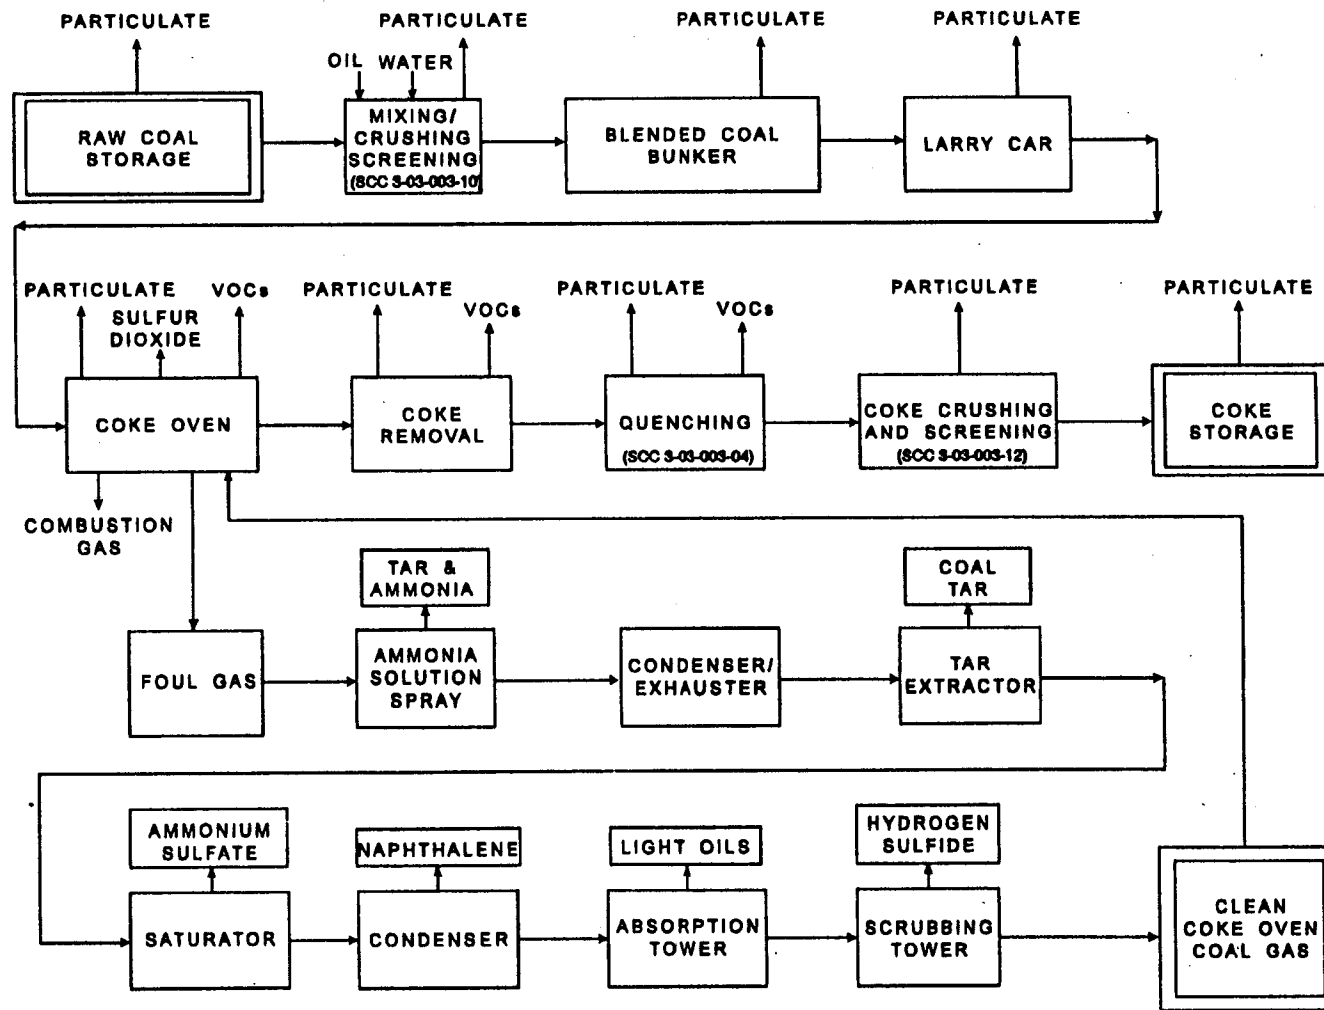 PARTICULATE
PARTICULATE
PARTICULATE
PARTICULATE
OIL
WATER
RAW COAL
STORAGE
MIXING/
CRUSHING
SCREENING
(SCC 3-03-003-10)
BLENDED COAL
BUNKER
LARRY CAR
PARTICULATE
SULFUR
DIOXIDE
VOCs
PARTICULATE
VOCs
PARTICULATE
VOCs
PARTICULATE
PARTICULATE
COKE OVEN
COKE
REMOVAL
QUENCHING
(SCC 3-03-003-04)
COKE CRUSHING
AND SCREENING
(SCC 3-03-003-12)
COKE
STORAGE
COMBUSTION
GAS
TAR &
AMMONIA
COAL
TAR
FOUL GAS
AMMONIA
SOLUTION
SPRAY
CONDENSER/
EXHAUSTER
TAR
EXTRACTOR
AMMONIUM
SULFATE
NAPHTHALENE
LIGHT OILS
HYDROGEN
SULFIDE
SATURATOR
CONDENSER
ABSORPTION
TOWER
SCRUBBING
TOWER
CLEAN
COKE OVEN
COAL GAS